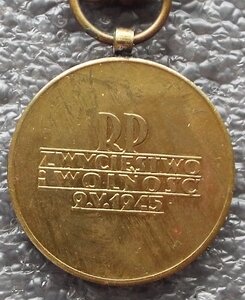 RP
ZWYCIĘSTWO
I WOLNOŚĆ
9.V.1945